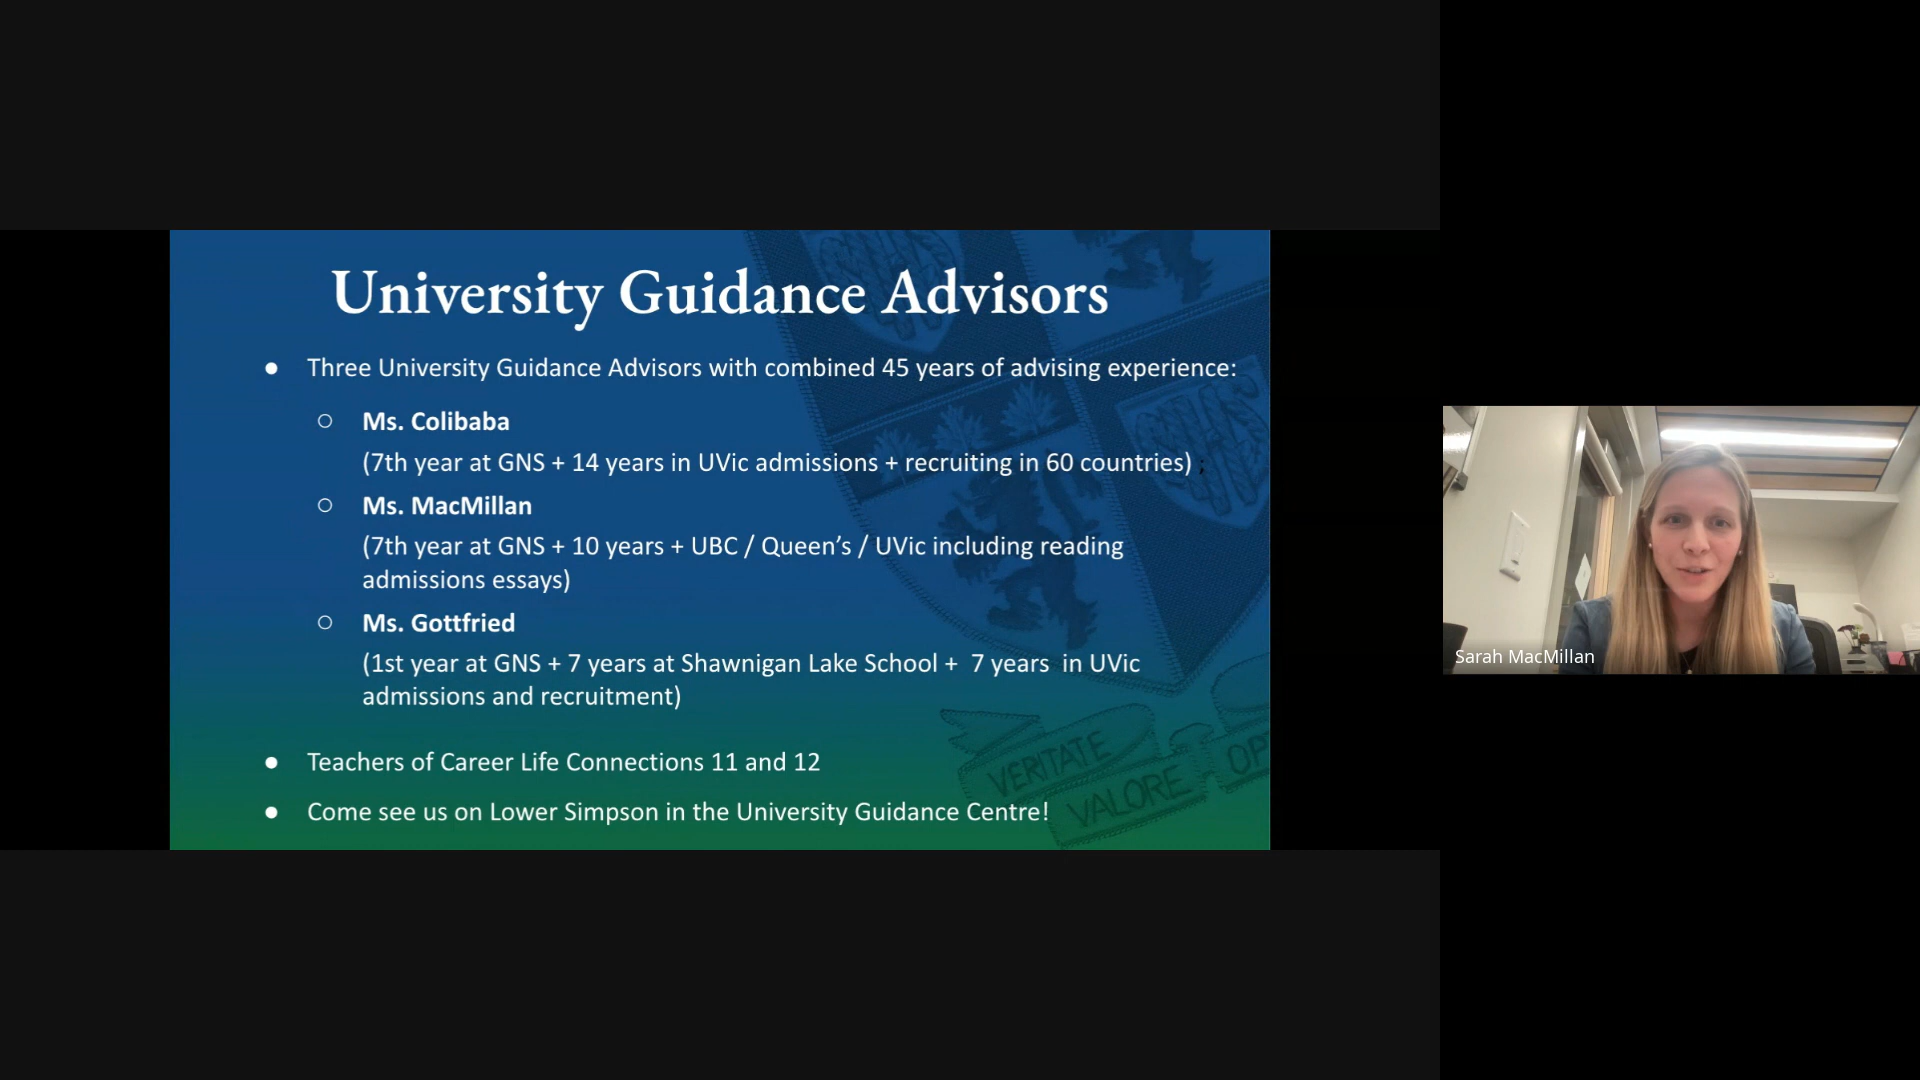 University Guidance Advisors
● Three University Guidance Advisors with combined 45 years of advising experience:
○ Ms. Colibaba
(7th year at GNS + 14 years in UVic admissions + recruiting in 60 countries) ;
○ Ms. MacMillan
(7th year at GNS + 10 years + UBC / Queen’s / UVic including reading
admissions essays)
○ Ms. Gottfried
(1st year at GNS + 7 years at Shawnigan Lake School +  7 years  in UVic
admissions and recruitment)
● Teachers of Career Life Connections 11 and 12
● Come see us on Lower Simpson in the University Guidance Centre!
VERITATE
VALORE
Sarah MacMillan